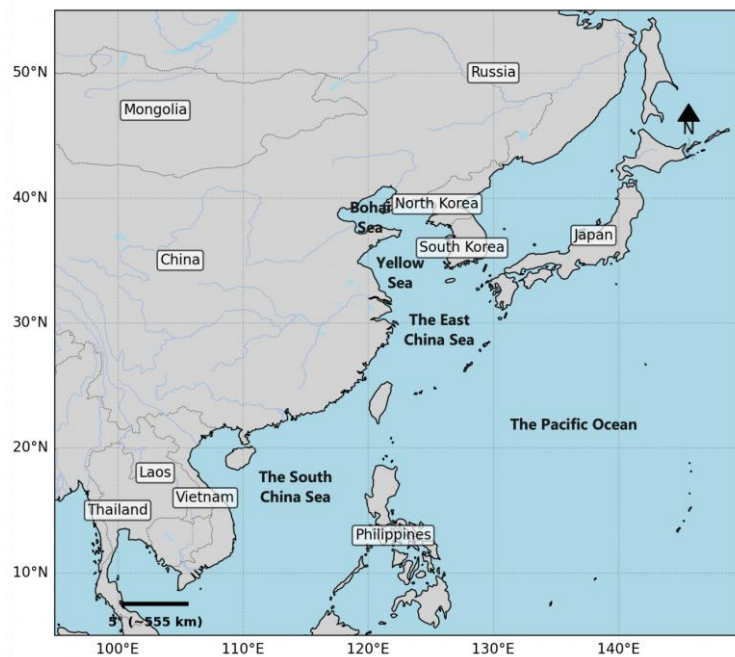 50°N
Russia
Mongolia
N
40°N
North Korea
Bohai
Sea
South Korea
Japan
China
Yellow
Sea
30°N
The East
China Sea
The Pacific Ocean
20°N
Laos
The South
China Sea
Vietnam
Thailand
Philippines
10°N
5° (~555 km)
100°E
110°E
120°E
130°E
140°E